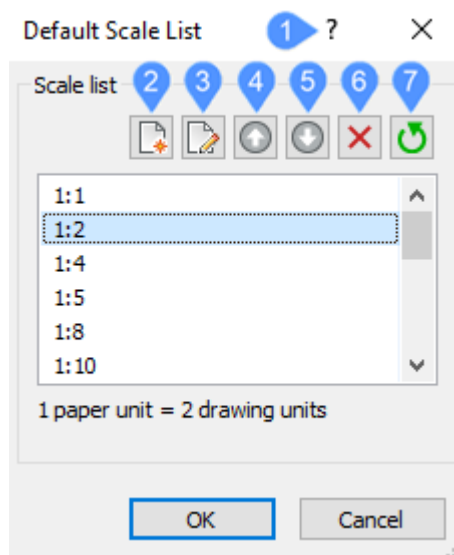 Default Scale List 1 ?
Scale list 2 3 4 5 6 7
1:1
1:2
1:4
1:5
1:8
1:10
1 paper unit = 2 drawing units
OK Cancel